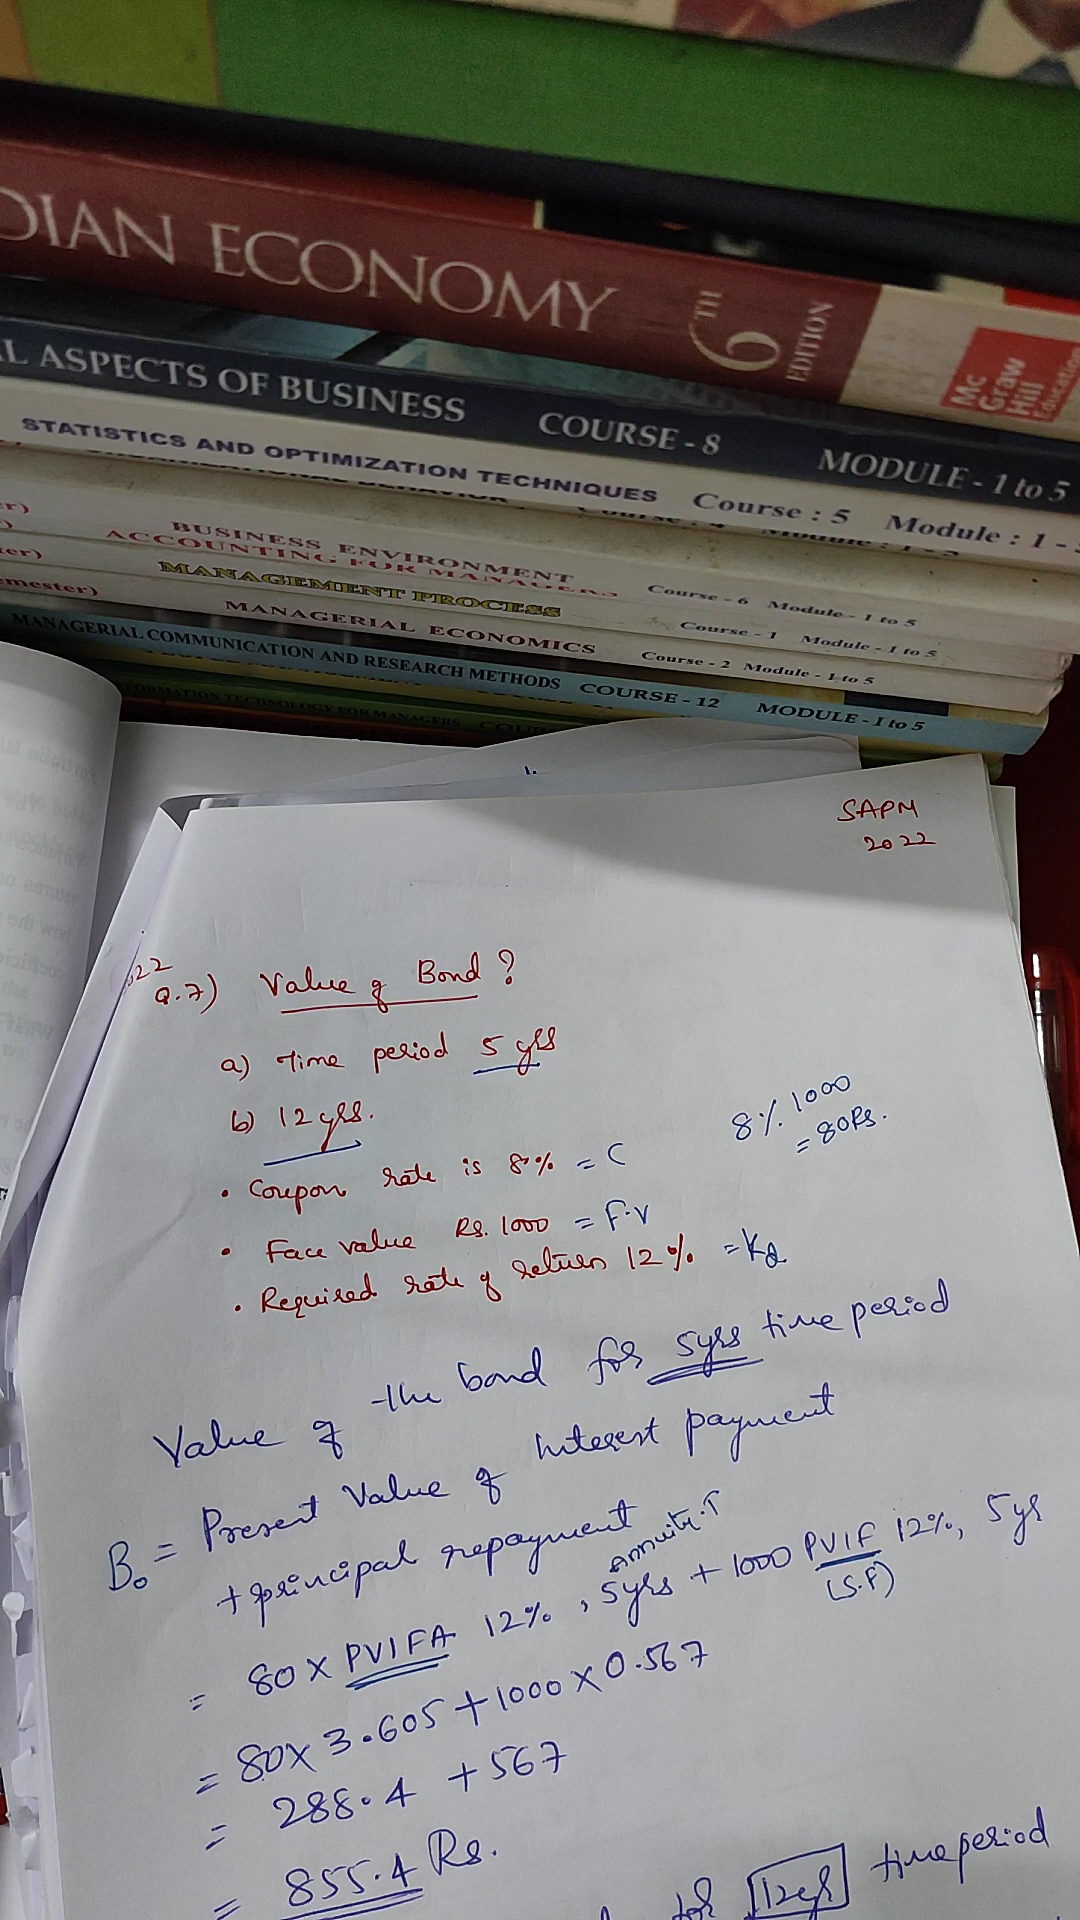 DIAN ECONOMY 6TH EDITION
Mc Graw Hill Education
L ASPECTS OF BUSINESS COURSE - 8 MODULE - 1 to 5
STATISTICS AND OPTIMIZATION TECHNIQUES Course : 5 Module : 1 -
BUSINESS ENVIRONMENT Course - 6 Module - 1 to 5
ACCOUNTING FOR MANAGERS
MANAGEMENT PROCESS Course - 1 Module - 1 to 5
MANAGERIAL ECONOMICS Course - 2 Module - 1 to 5
MANAGERIAL COMMUNICATION AND RESEARCH METHODS COURSE - 12 MODULE - I to 5
TECHNOLOGY FOR MANAGERS
SAPM
2022
Q.7) Value of Bond ?
a) Time period 5 yrs
b) 12 yrs.
8% 1000
= 80Rs.
• Coupon rate is 8% = C
• Face value Rs. 1000 = F.V
• Required rate of return 12% = Kd
Value of the bond for 5yrs time period
B₀ = Present Value of Interest payment
+ principal repayment
Annuity.T
= 80 X PVIFA 12% , 5yrs + 1000 PVIF 12%, 5yr
(S.F)
= 80X 3.605 + 1000 X 0.567
= 288.4 + 567
= 855.4 Rs.
for 12yr time period